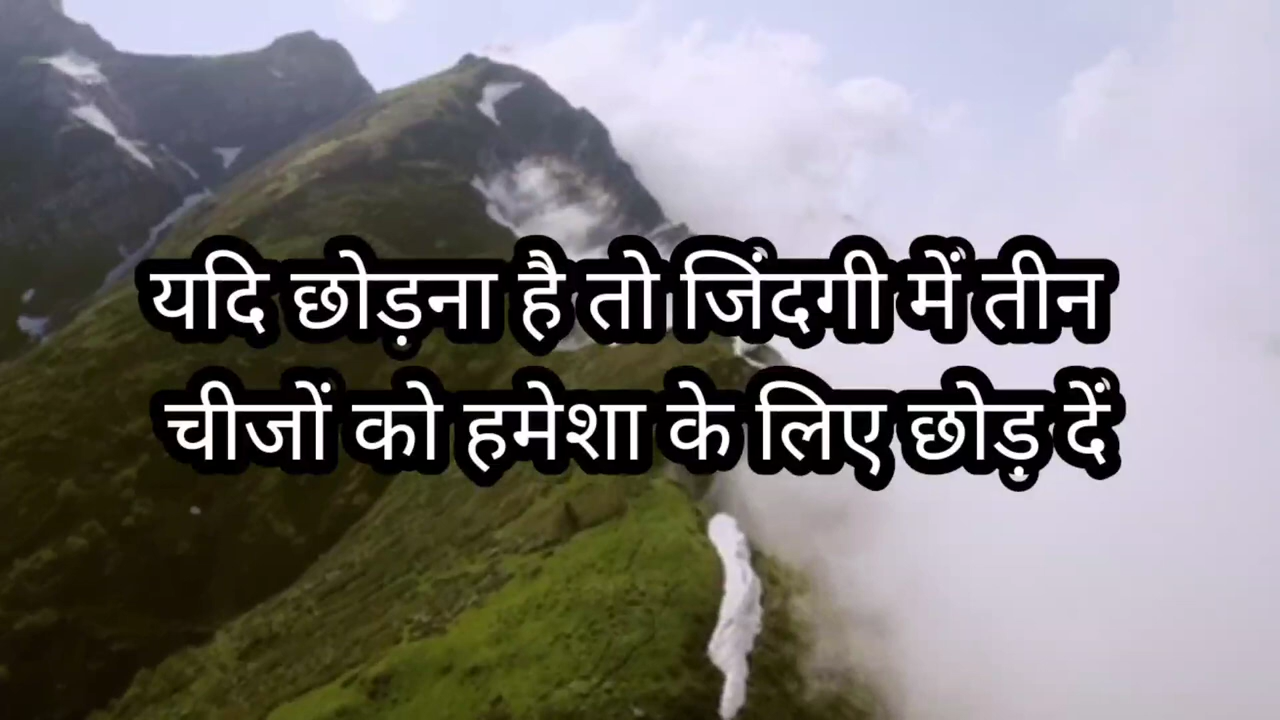 यदि छोड़ना है तो जिंदगी में तीन
चीजों को हमेशा के लिए छोड़ दें